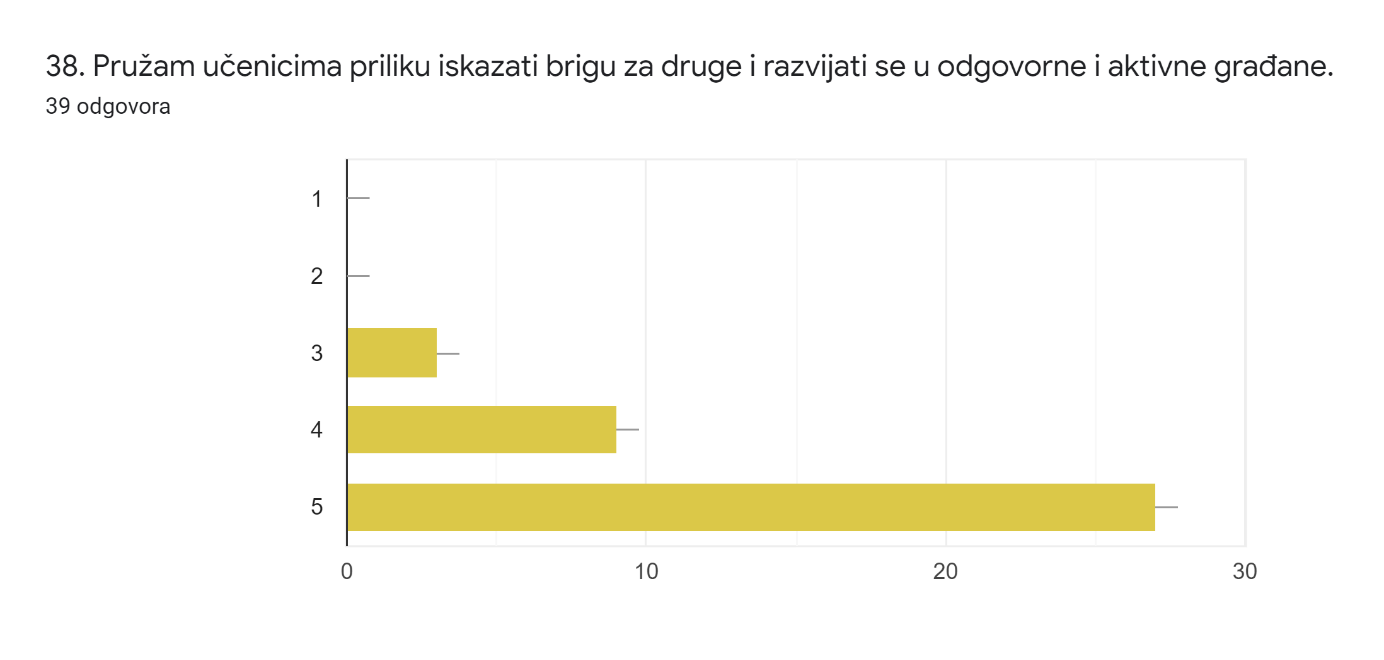 38. Pružam učenicima priliku iskazati brigu za druge i razvijati se u odgovorne i aktivne građane.
39 odgovora
1
2
3
4
5
0 10 20 30